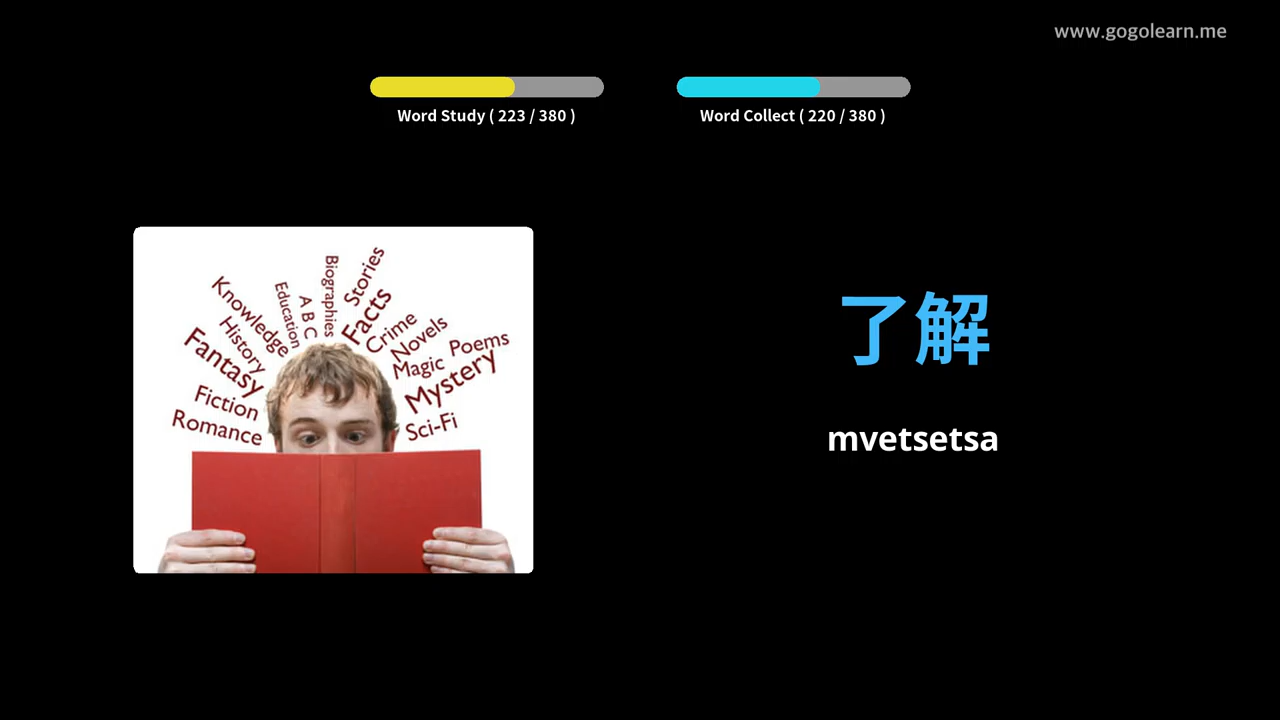 www.gogolearn.me
Word Study ( 223 / 380 )
Word Collect ( 220 / 380 )
Knowledge
History
Fantasy
Fiction
Romance
Education
A B C
Biographies
Stories
Facts
Crime
Novels
Magic
Poems
Mystery
Sci-Fi
了解
mvetsetsa